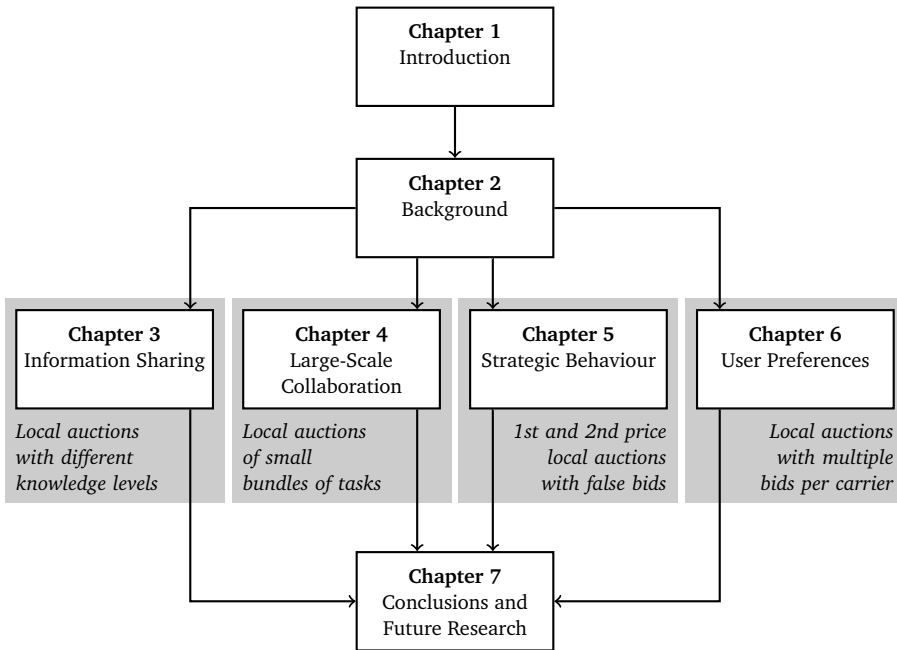 Chapter 1
Introduction
Chapter 2
Background
Chapter 3
Information Sharing
Local auctions
with different
knowledge levels
Chapter 4
Large-Scale
Collaboration
Local auctions
of small
bundles of tasks
Chapter 5
Strategic Behaviour
1st and 2nd price
local auctions
with false bids
Chapter 6
User Preferences
Local auctions
with multiple
bids per carrier
Chapter 7
Conclusions and
Future Research